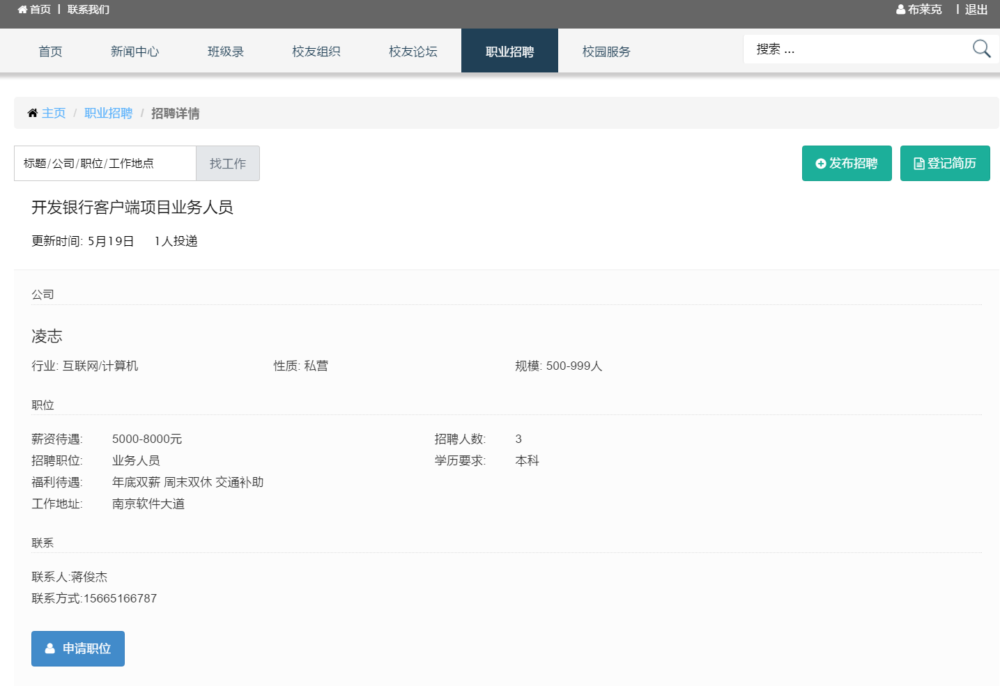 首页 | 联系我们 布莱克 | 退出
首页 新闻中心 班级录 校友组织 校友论坛 职业招聘 校园服务 搜索 ...
主页 / 职业招聘 / 招聘详情
标题/公司/职位/工作地点 找工作 发布招聘 登记简历
开发银行客户端项目业务人员
更新时间: 5月19日 1人投递
公司
凌志
行业: 互联网/计算机 性质: 私营 规模: 500-999人
职位
薪资待遇: 5000-8000元 招聘人数: 3
招聘职位: 业务人员 学历要求: 本科
福利待遇: 年底双薪 周末双休 交通补助
工作地址: 南京软件大道
联系
联系人:蒋俊杰
联系方式:15665166787
申请职位